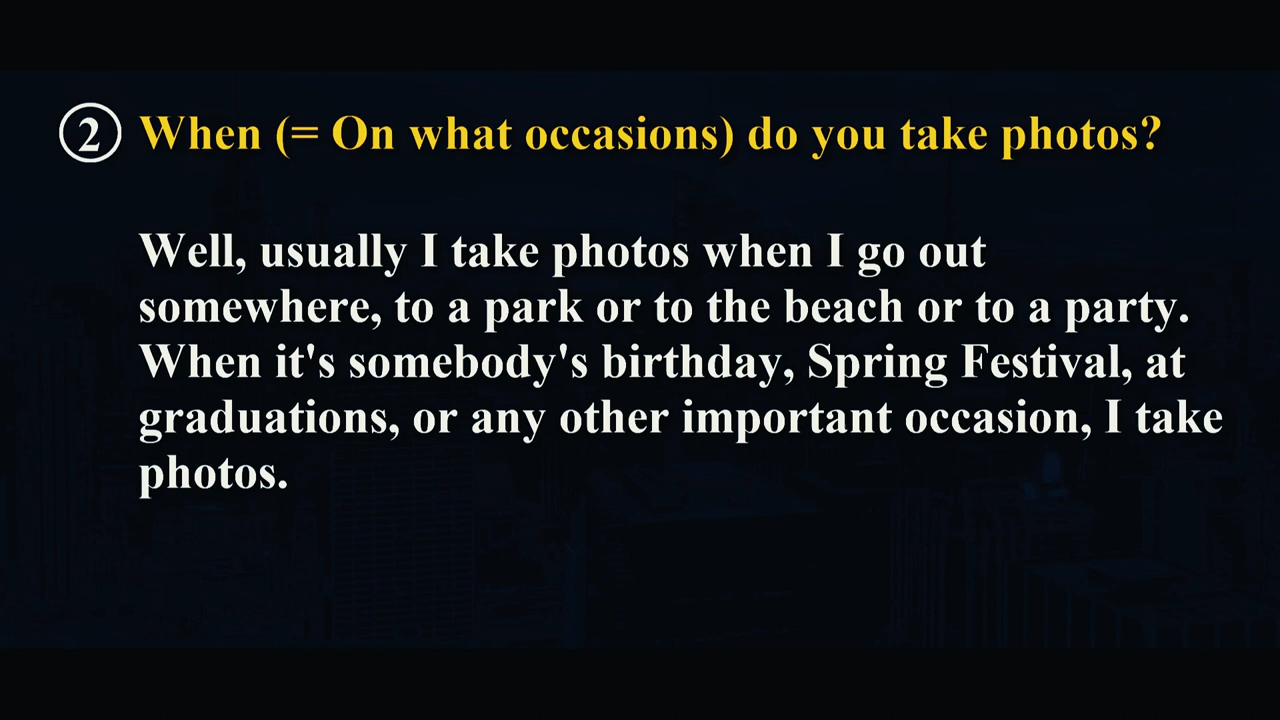 ② When (= On what occasions) do you take photos?
Well, usually I take photos when I go out
somewhere, to a park or to the beach or to a party.
When it's somebody's birthday, Spring Festival, at
graduations, or any other important occasion, I take
photos.